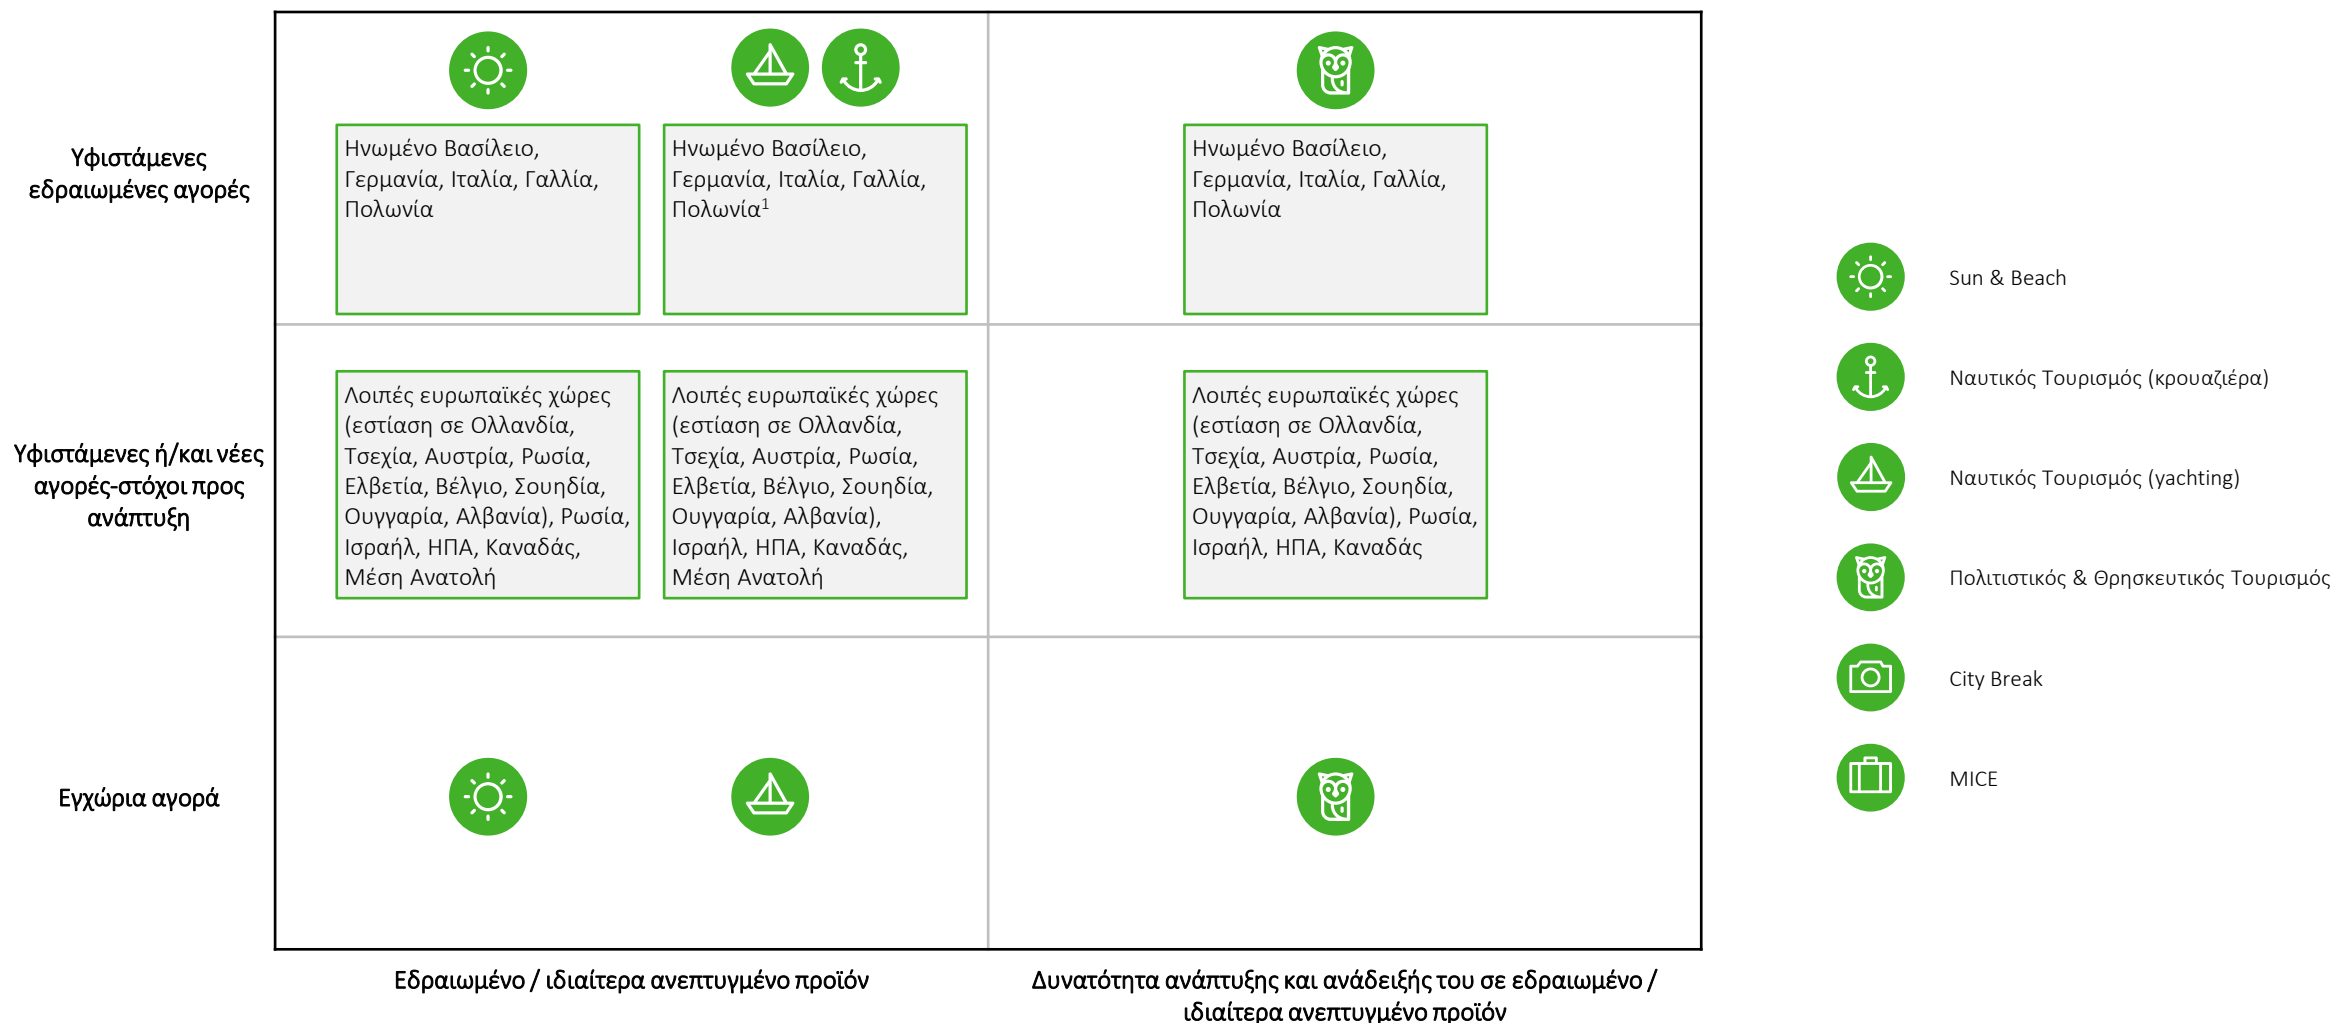 Υφιστάμενες
εδραιωμένες αγορές
Ηνωμένο Βασίλειο,
Γερμανία, Ιταλία, Γαλλία,
Πολωνία
Ηνωμένο Βασίλειο,
Γερμανία, Ιταλία, Γαλλία,
Πολωνία¹
Ηνωμένο Βασίλειο,
Γερμανία, Ιταλία, Γαλλία,
Πολωνία
Υφιστάμενες ή/και νέες
αγορές-στόχοι προς
ανάπτυξη
Λοιπές ευρωπαϊκές χώρες
(εστίαση σε Ολλανδία,
Τσεχία, Αυστρία, Ρωσία,
Ελβετία, Βέλγιο, Σουηδία,
Ουγγαρία, Αλβανία), Ρωσία,
Ισραήλ, ΗΠΑ, Καναδάς,
Μέση Ανατολή
Λοιπές ευρωπαϊκές χώρες
(εστίαση σε Ολλανδία,
Τσεχία, Αυστρία, Ρωσία,
Ελβετία, Βέλγιο, Σουηδία,
Ουγγαρία, Αλβανία),
Ισραήλ, ΗΠΑ, Καναδάς,
Μέση Ανατολή
Λοιπές ευρωπαϊκές χώρες
(εστίαση σε Ολλανδία,
Τσεχία, Αυστρία, Ρωσία,
Ελβετία, Βέλγιο, Σουηδία,
Ουγγαρία, Αλβανία), Ρωσία,
Ισραήλ, ΗΠΑ, Καναδάς
Εγχώρια αγορά
Εδραιωμένο / ιδιαίτερα ανεπτυγμένο προϊόν
Δυνατότητα ανάπτυξης και ανάδειξής του σε εδραιωμένο /
ιδιαίτερα ανεπτυγμένο προϊόν
Sun & Beach
Ναυτικός Τουρισμός (κρουαζιέρα)
Ναυτικός Τουρισμός (yachting)
Πολιτιστικός & Θρησκευτικός Τουρισμός
City Break
MICE